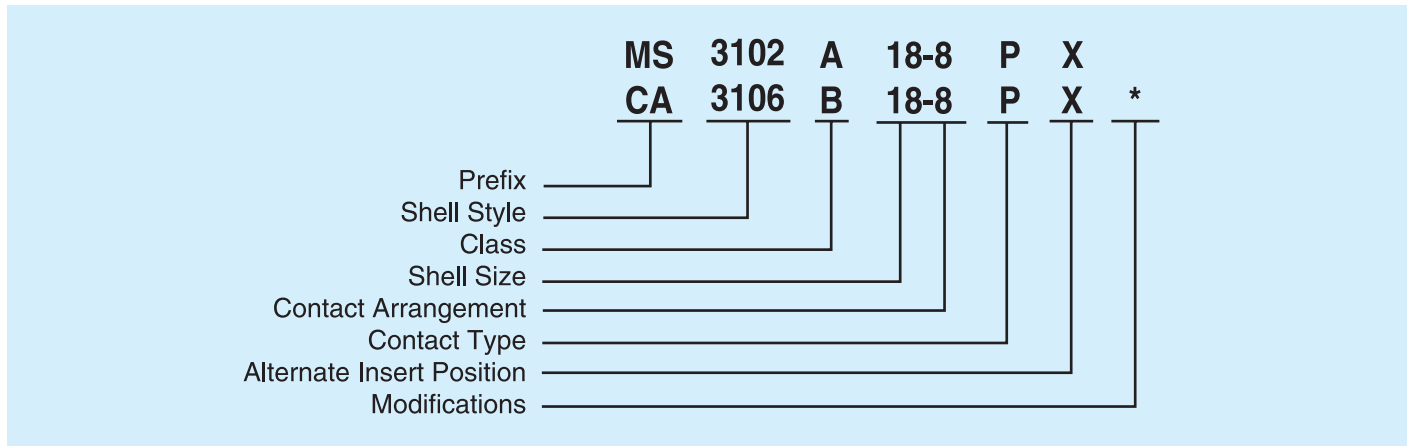 MS 3102 A 18-8 P X
CA 3106 B 18-8 P X *
Prefix
Shell Style
Class
Shell Size
Contact Arrangement
Contact Type
Alternate Insert Position
Modifications